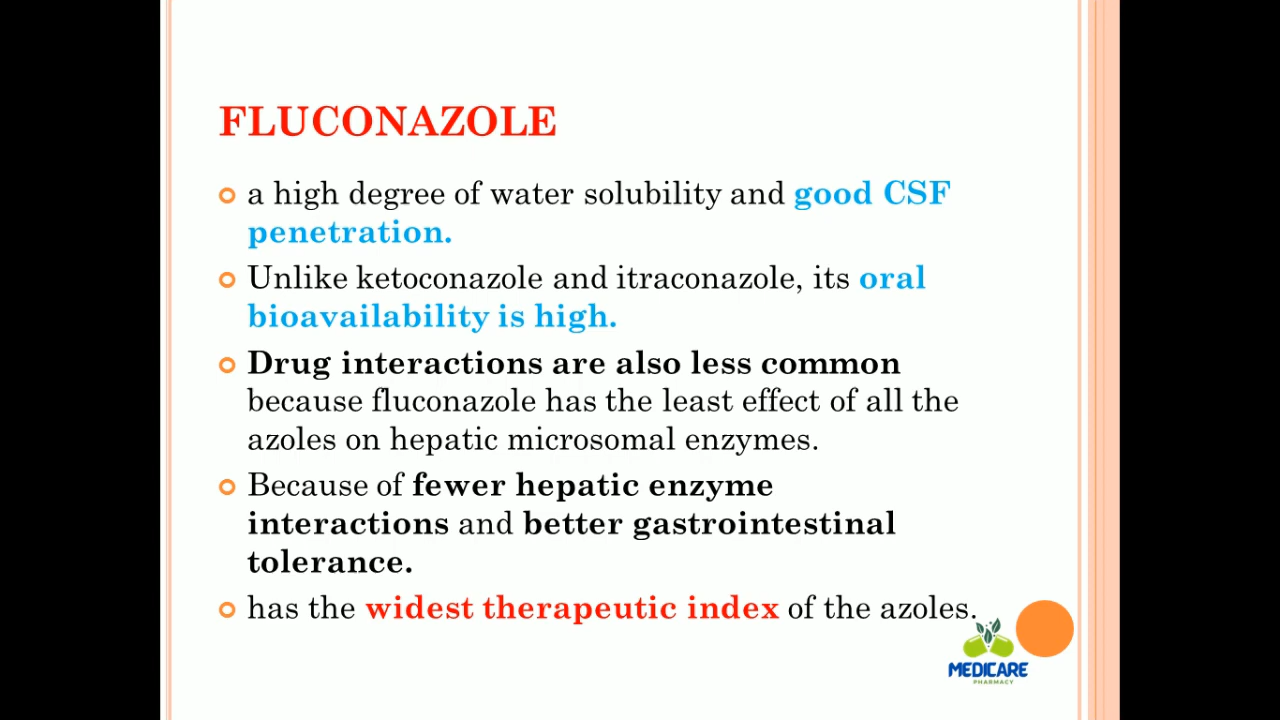 FLUCONAZOLE
a high degree of water solubility and good CSF
penetration.
Unlike ketoconazole and itraconazole, its oral
bioavailability is high.
Drug interactions are also less common
because fluconazole has the least effect of all the
azoles on hepatic microsomal enzymes.
Because of fewer hepatic enzyme
interactions and better gastrointestinal
tolerance.
has the widest therapeutic index of the azoles.
MEDICARE
PHARMACY